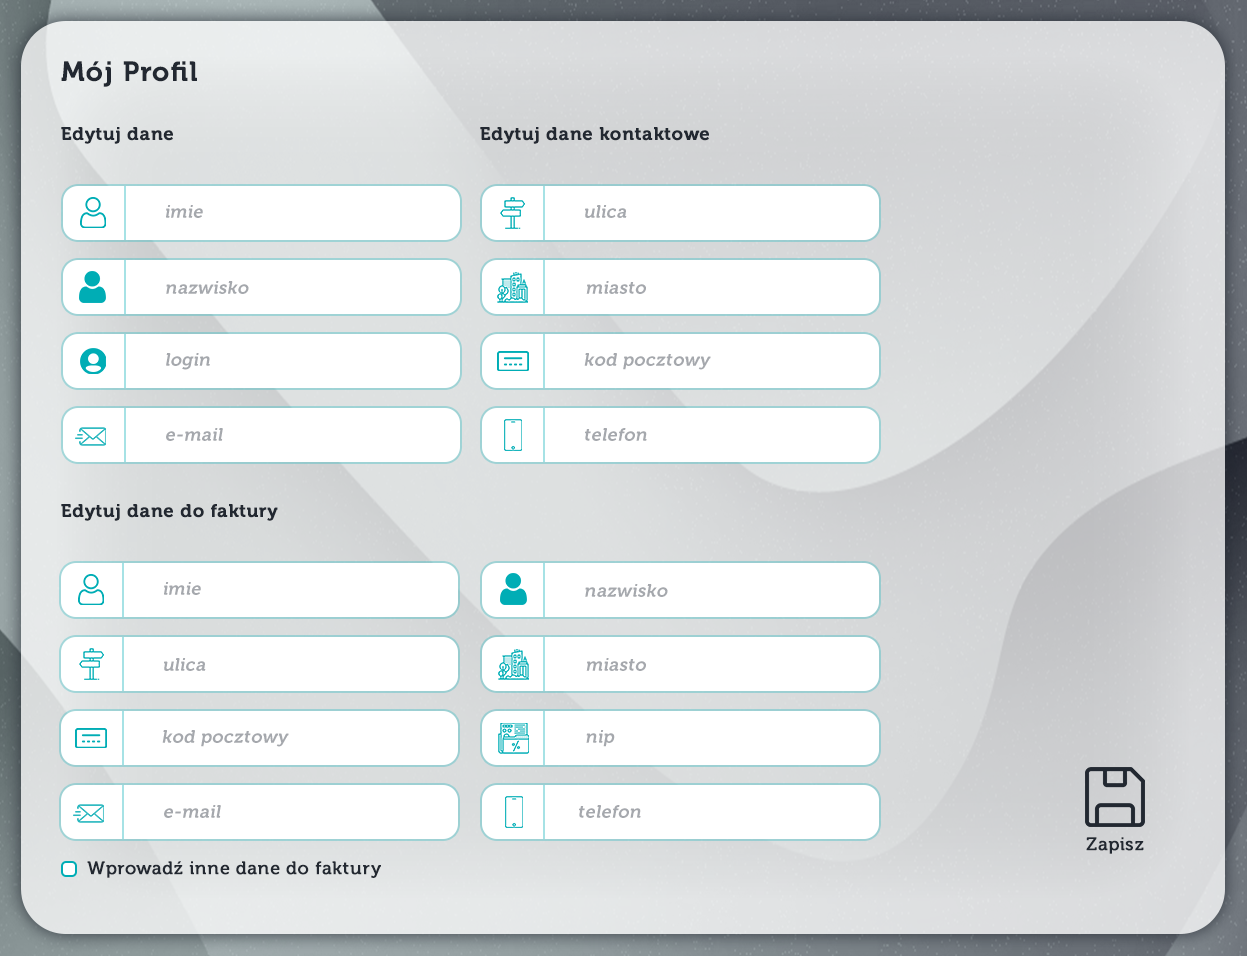 Mój Profil
Edytuj dane
imie
nazwisko
login
e-mail
Edytuj dane kontaktowe
ulica
miasto
kod pocztowy
telefon
Edytuj dane do faktury
imie
nazwisko
ulica
miasto
kod pocztowy
nip
e-mail
telefon
Wprowadź inne dane do faktury
Zapisz